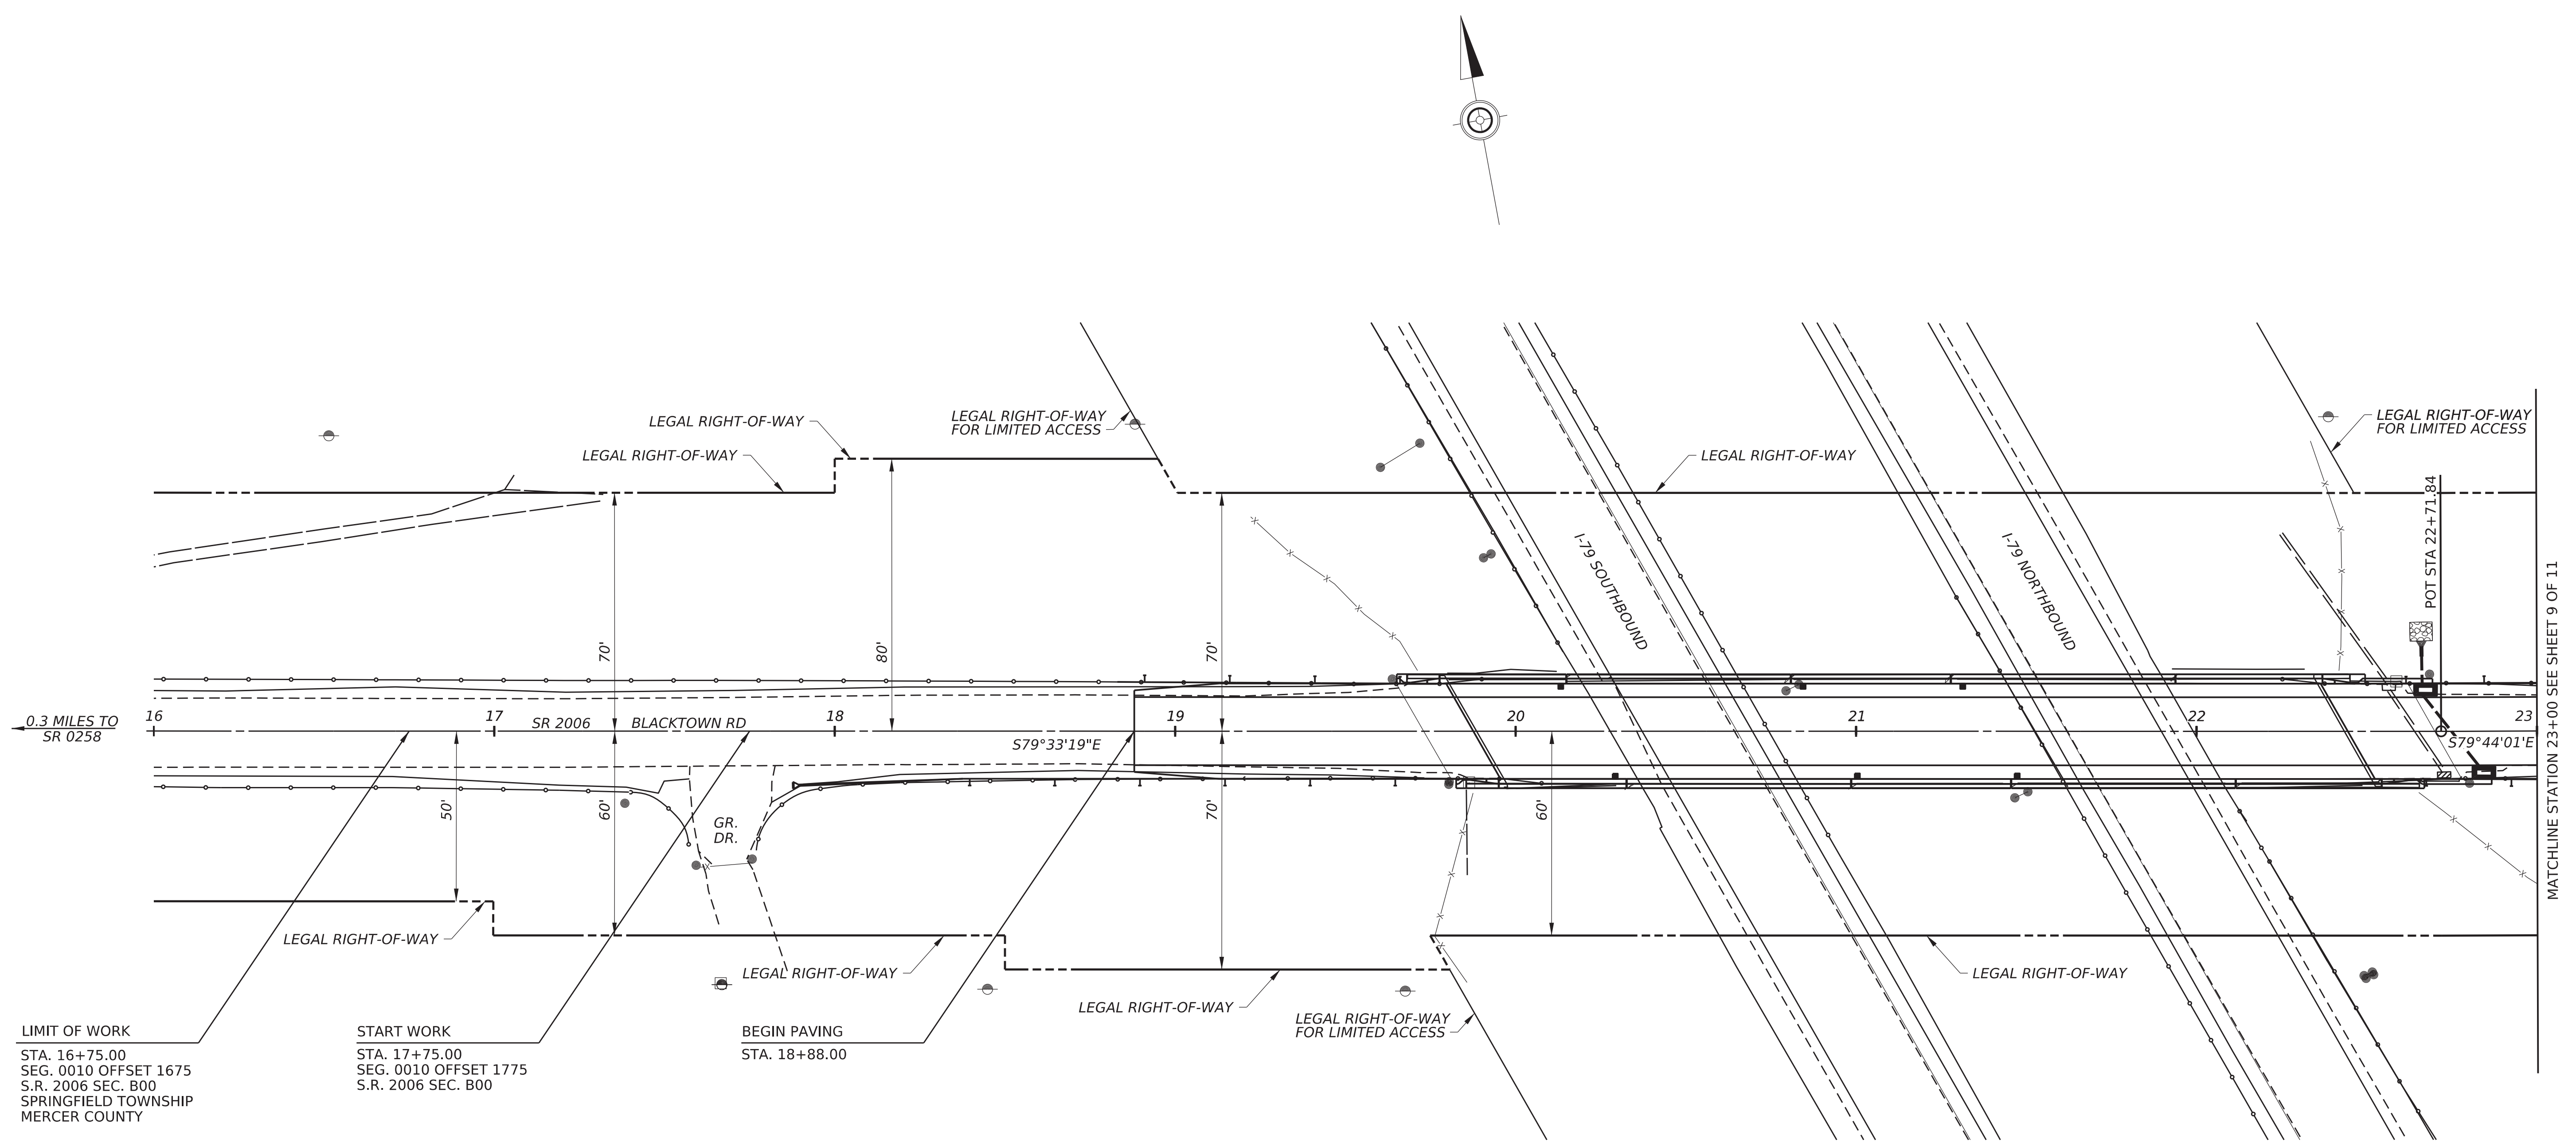 LEGAL RIGHT-OF-WAY
LEGAL RIGHT-OF-WAY
LEGAL RIGHT-OF-WAY
FOR LIMITED ACCESS
LEGAL RIGHT-OF-WAY
LEGAL RIGHT-OF-WAY
FOR LIMITED ACCESS
POT STA 22+71.84
I-79 SOUTHBOUND
I-79 NORTHBOUND
MATCHLINE STATION 23+00 SEE SHEET 9 OF 11
70'
80'
70'
0.3 MILES TO
SR 0258
16
17
SR 2006
BLACKTOWN RD
18
19
20
21
22
23
S79°33'19"E
S79°44'01'E
50'
60'
GR.
DR.
70'
60'
LEGAL RIGHT-OF-WAY
LEGAL RIGHT-OF-WAY
LEGAL RIGHT-OF-WAY
LEGAL RIGHT-OF-WAY
FOR LIMITED ACCESS
LEGAL RIGHT-OF-WAY
LIMIT OF WORK
STA. 16+75.00
SEG. 0010 OFFSET 1675
S.R. 2006 SEC. B00
SPRINGFIELD TOWNSHIP
MERCER COUNTY
START WORK
STA. 17+75.00
SEG. 0010 OFFSET 1775
S.R. 2006 SEC. B00
BEGIN PAVING
STA. 18+88.00